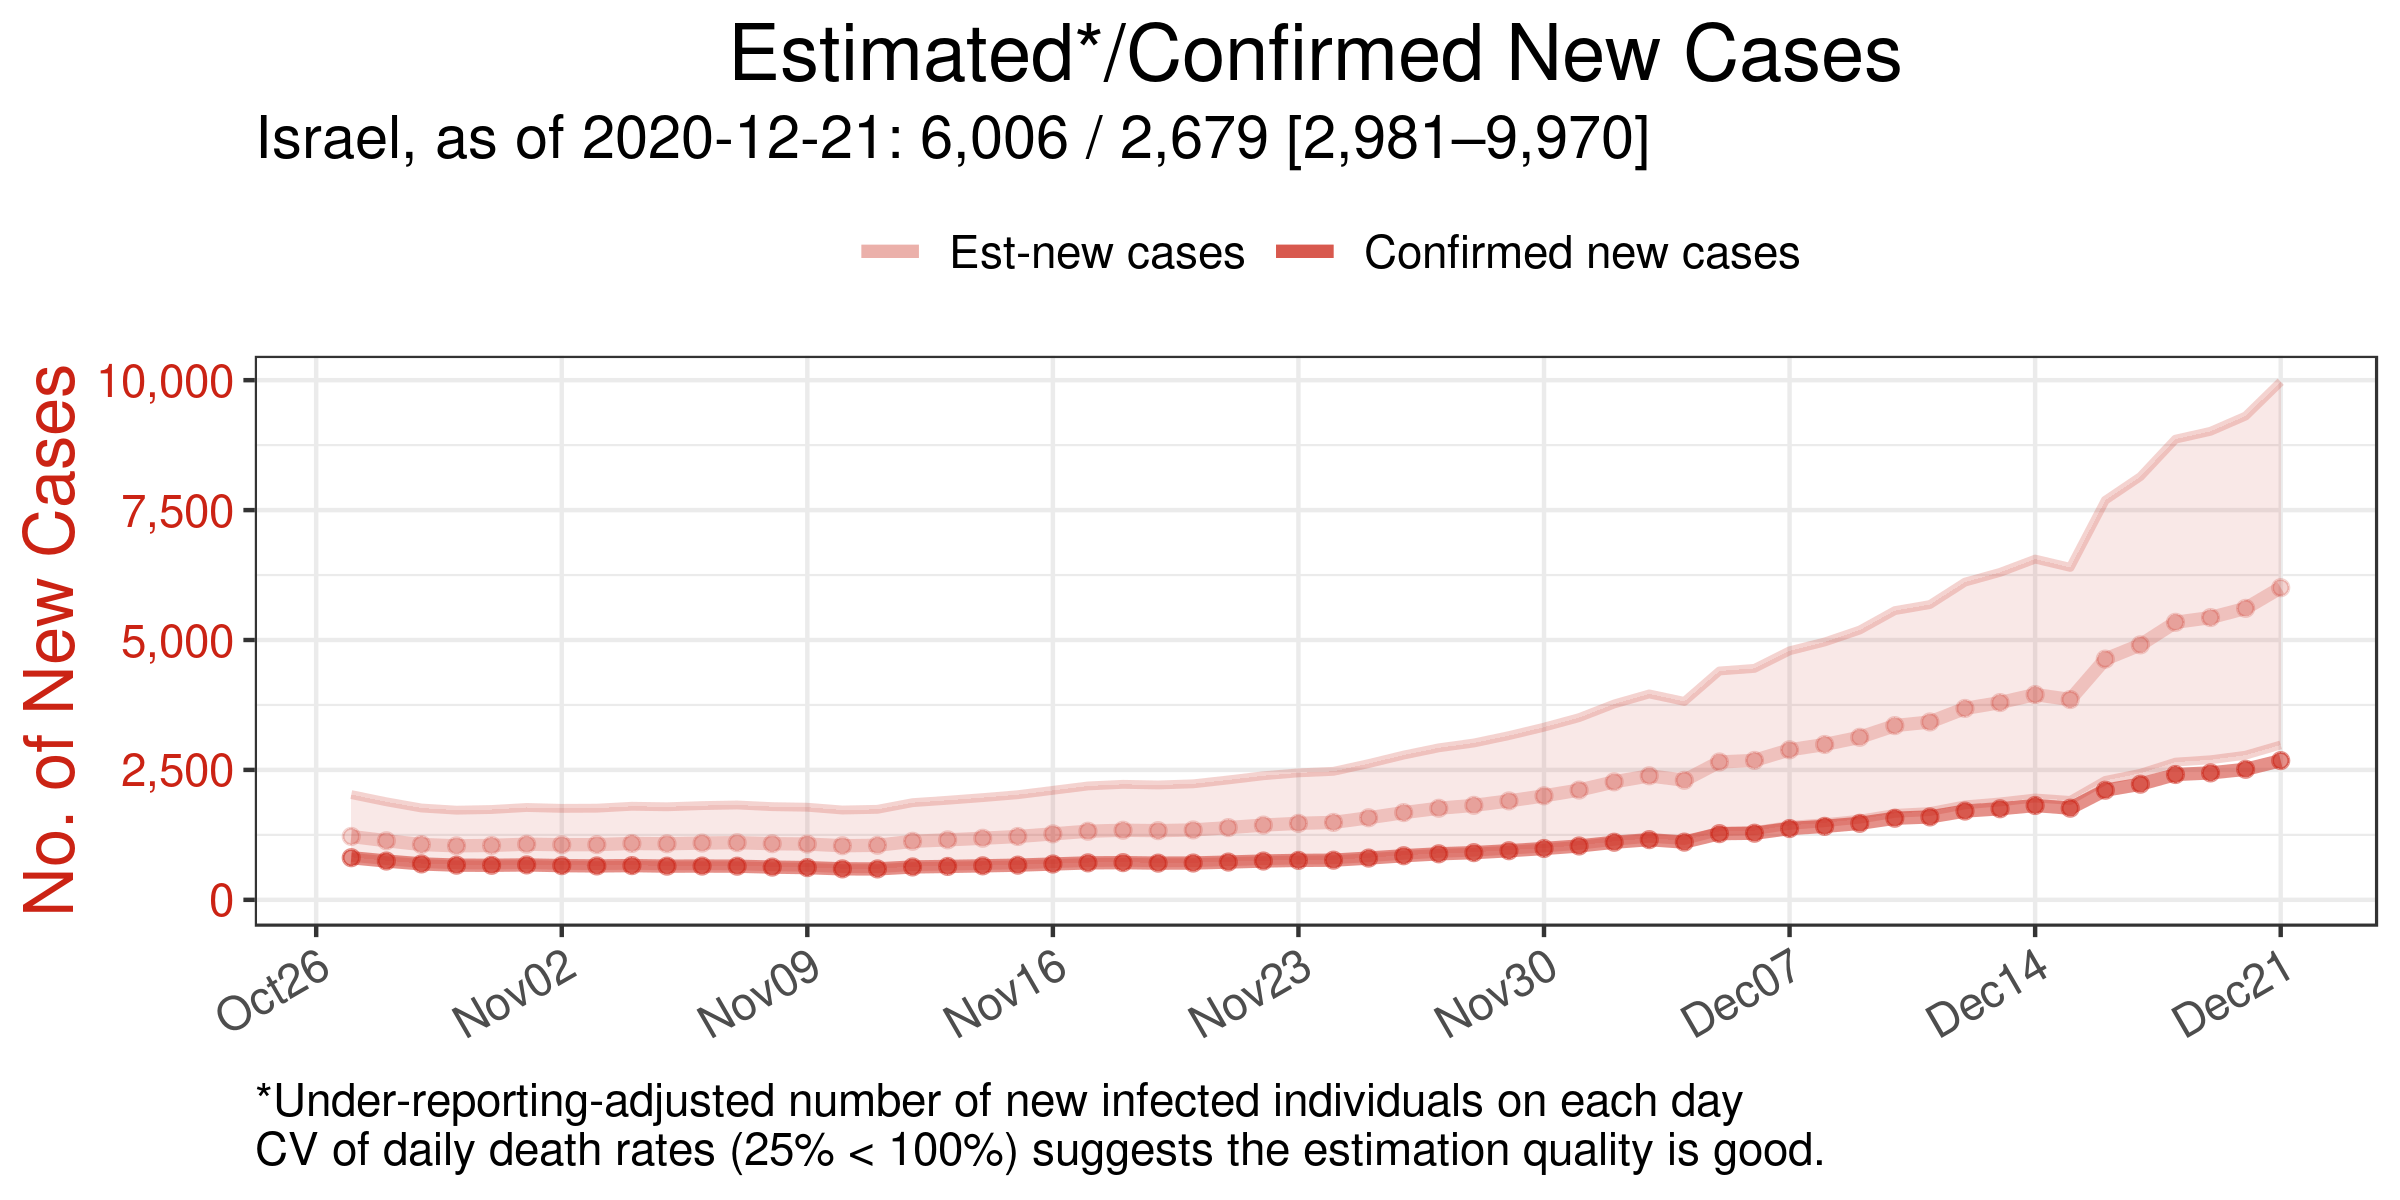 Estimated*/Confirmed New Cases
Israel, as of 2020-12-21: 6,006 / 2,679 [2,981–9,970]
Est-new cases
Confirmed new cases
No. of New Cases
10,000
7,500
5,000
2,500
0
Oct26
Nov02
Nov09
Nov16
Nov23
Nov30
Dec07
Dec14
Dec21
*Under-reporting-adjusted number of new infected individuals on each day
CV of daily death rates (25% < 100%) suggests the estimation quality is good.